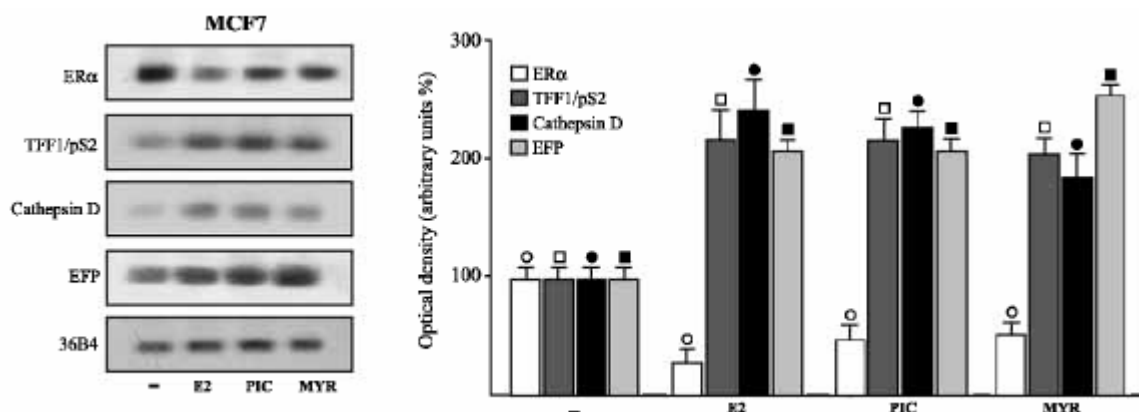 MCF7
ERα
TFF1/pS2
Cathepsin D
EFP
36B4
– E2 PIC MYR
Optical density (arbitrary units %)
300
200
100
ERα
TFF1/pS2
Cathepsin D
EFP
– E2 PIC MYR